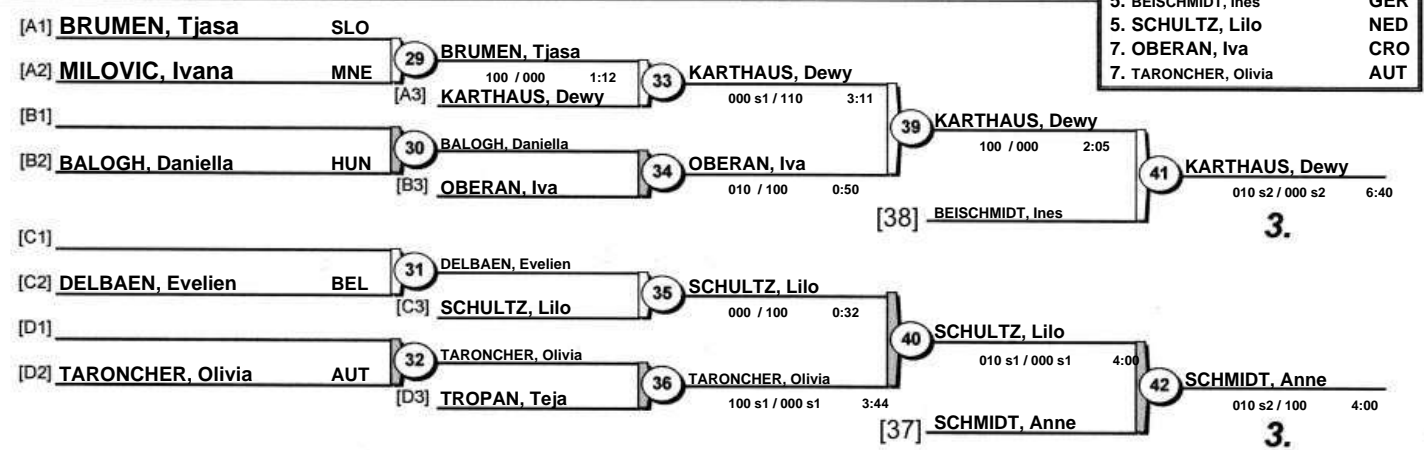 5. BEISCHMIDT, Ines GER
5. SCHULTZ, Lilo NED
7. OBERAN, Iva CRO
7. TARONCHER, Olivia AUT
[A1] BRUMEN, Tjasa SLO
29 BRUMEN, Tjasa
[A2] MILOVIC, Ivana MNE
100 / 000 1:12
33 KARTHAUS, Dewy
[A3] KARTHAUS, Dewy
000 s1 / 110 3:11
[B1]
39 KARTHAUS, Dewy
30 BALOGH, Daniella
100 / 000 2:05
[B2] BALOGH, Daniella HUN
34 OBERAN, Iva
41 KARTHAUS, Dewy
[B3] OBERAN, Iva
010 / 100 0:50
010 s2 / 000 s2 6:40
[38] BEISCHMIDT, Ines
3.
[C1]
31 DELBAEN, Evelien
[C2] DELBAEN, Evelien BEL
35 SCHULTZ, Lilo
[C3] SCHULTZ, Lilo
000 / 100 0:32
[D1]
40 SCHULTZ, Lilo
32 TARONCHER, Olivia
010 s1 / 000 s1 4:00
[D2] TARONCHER, Olivia AUT
36 TARONCHER, Olivia
42 SCHMIDT, Anne
[D3] TROPAN, Teja
100 s1 / 000 s1 3:44
010 s2 / 100 4:00
[37] SCHMIDT, Anne
3.